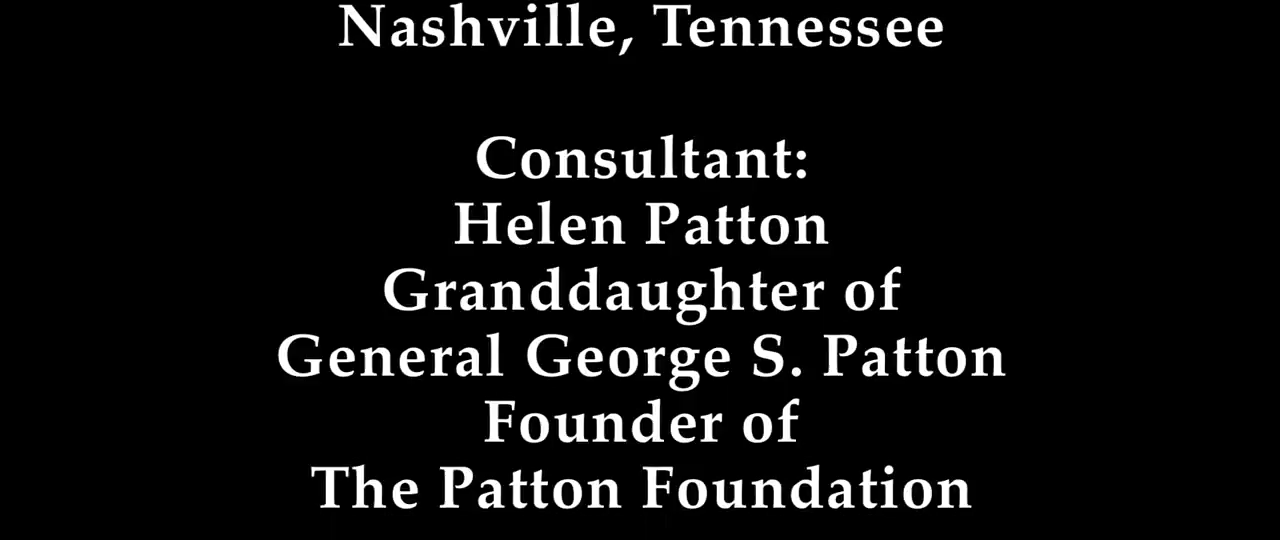 Nashville, Tennessee
Consultant:
Helen Patton
Granddaughter of
General George S. Patton
Founder of
The Patton Foundation